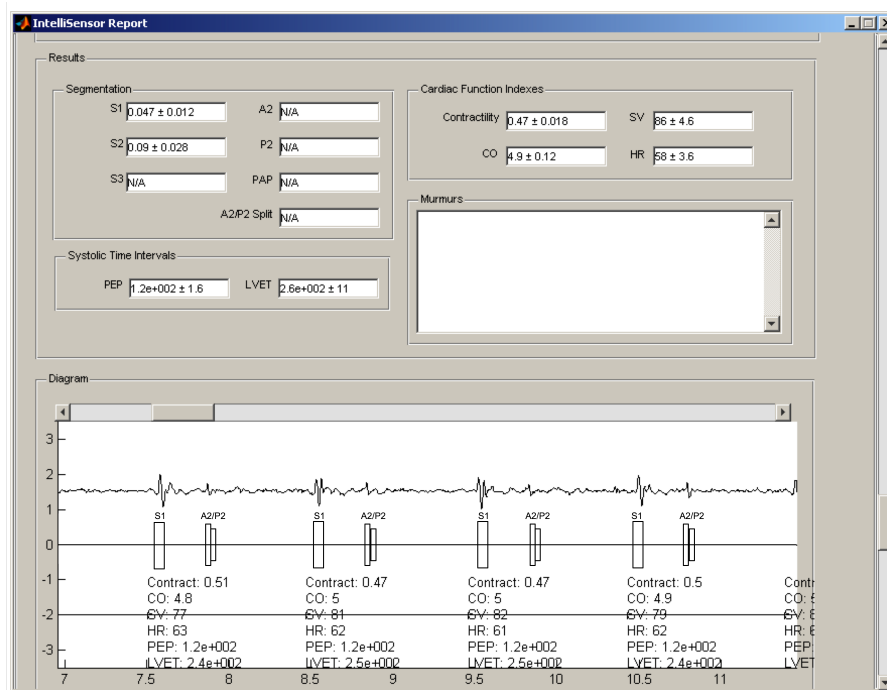 IntelliSensor Report
Results
Segmentation
S1 0.047 ± 0.012 A2 N/A
S2 0.09 ± 0.028 P2 N/A
S3 N/A PAP N/A
A2/P2 Split N/A
Cardiac Function Indexes
Contractility 0.47 ± 0.018 SV 86 ± 4.6
CO 4.9 ± 0.12 HR 58 ± 3.6
Systolic Time Intervals
PEP 1.2e+002 ± 1.6 LVET 2.6e+002 ± 11
Murmurs
Diagram
3
2
1
0
-1
-2
-3
S1 A2/P2 S1 A2/P2 S1 A2/P2 S1 A2/P2
Contract: 0.51 Contract: 0.47 Contract: 0.47 Contract: 0.5 Contr
CO: 4.8 CO: 5 CO: 5 CO: 4.9 CO:
SV: 77 SV: 81 SV: 82 SV: 79 SV:
HR: 63 HR: 62 HR: 61 HR: 62 HR: 6
PEP: 1.2e+002 PEP: 1.2e+002 PEP: 1.2e+002 PEP: 1.2e+002 PEP:
LVET: 2.4e+002 LVET: 2.5e+002 LVET: 2.5e+002 LVET: 2.4e+002 LVET
7 7.5 8 8.5 9 9.5 10 10.5 11